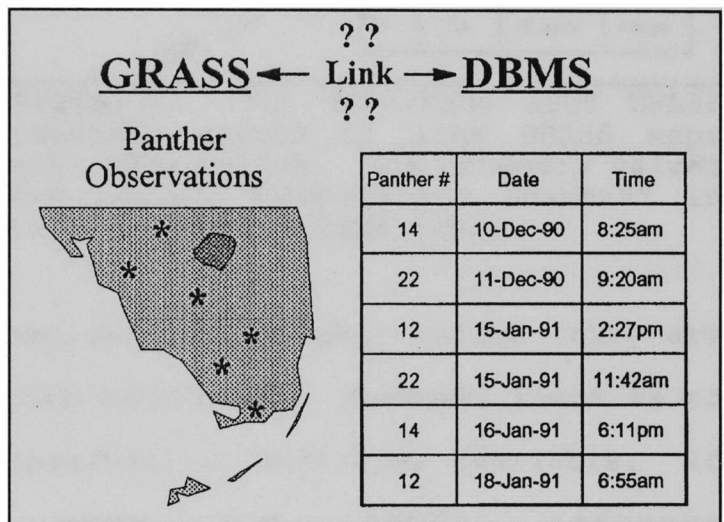 ? ?
GRASS Link DBMS
? ?
Panther
Observations
Panther # Date Time
14 10-Dec-90 8:25am
22 11-Dec-90 9:20am
12 15-Jan-91 2:27pm
22 15-Jan-91 11:42am
14 16-Jan-91 6:11pm
12 18-Jan-91 6:55am